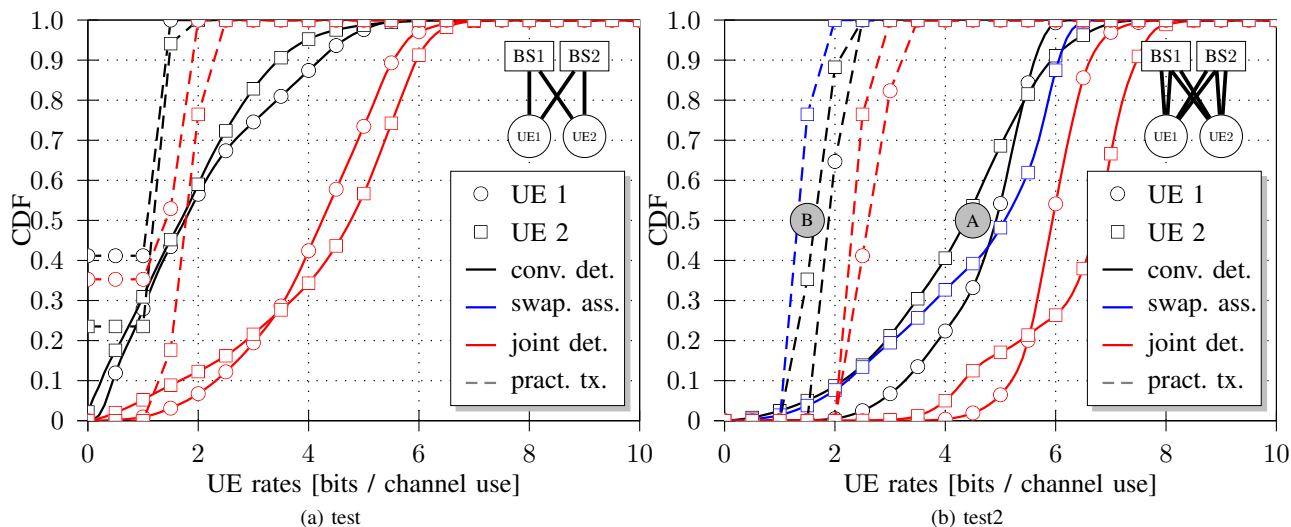 1.0
0.9
0.8
0.7
0.6
0.5
0.4
0.3
0.2
0.1
0
CDF
0 2 4 6 8 10
UE rates [bits / channel use]
BS1 BS2
UE1 UE2
UE 1
UE 2
conv. det.
swap. ass.
joint det.
pract. tx.
(a) test
1.0
0.9
0.8
0.7
0.6
0.5
0.4
0.3
0.2
0.1
0
CDF
0 2 4 6 8 10
UE rates [bits / channel use]
B
A
BS1 BS2
UE1 UE2
UE 1
UE 2
conv. det.
swap. ass.
joint det.
pract. tx.
(b) test2